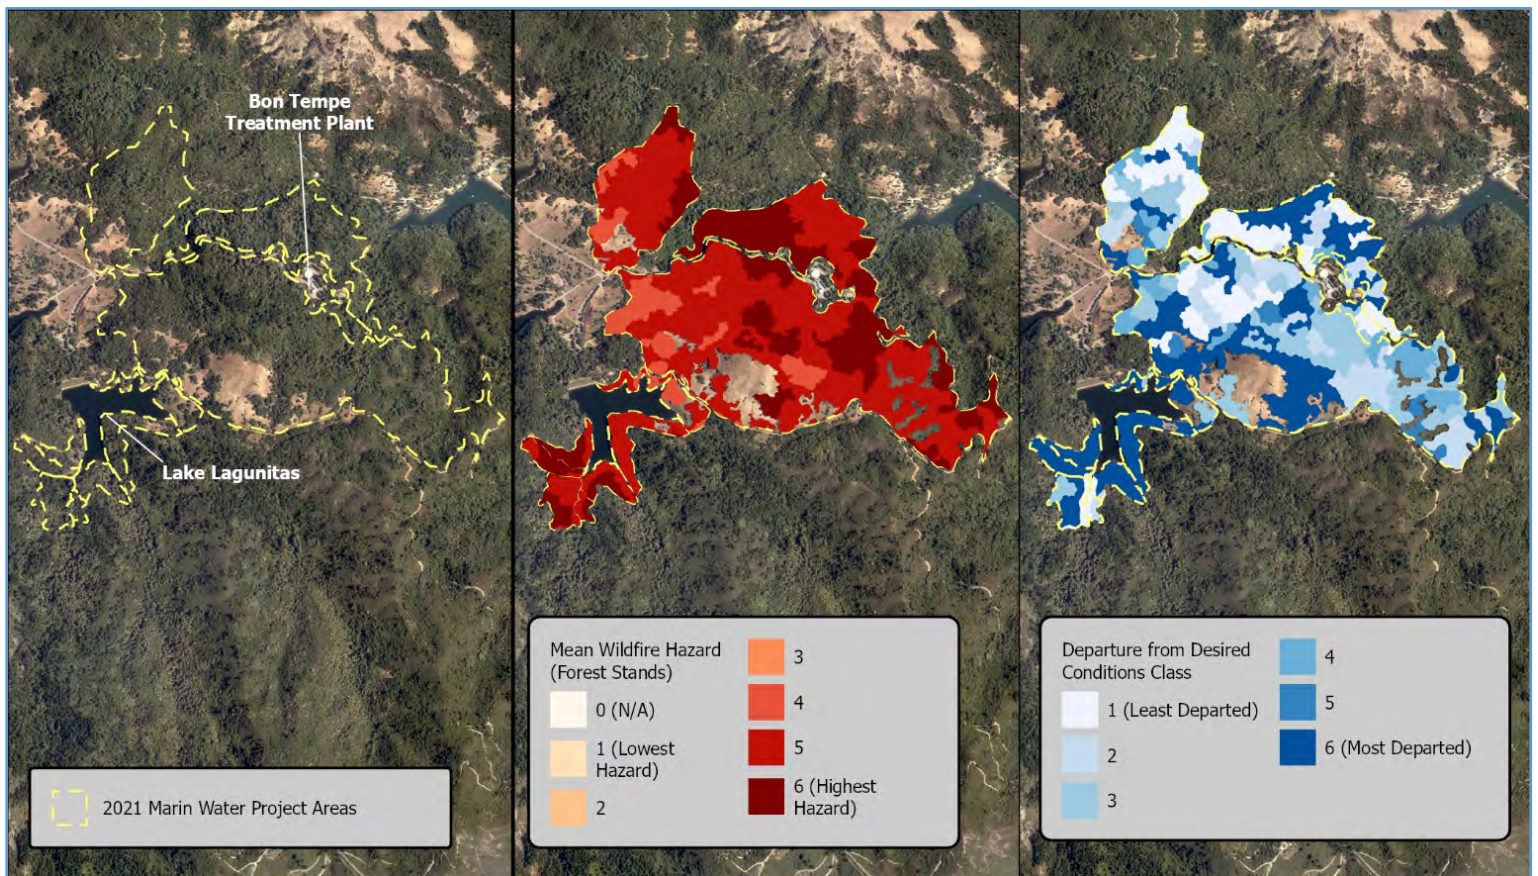 Bon Tempe
Treatment Plant
Lake Lagunitas
2021 Marin Water Project Areas
Mean Wildfire Hazard
(Forest Stands)
0 (N/A)
1 (Lowest
Hazard)
2
3
4
5
6 (Highest
Hazard)
Departure from Desired
Conditions Class
1 (Least Departed)
2
3
4
5
6 (Most Departed)